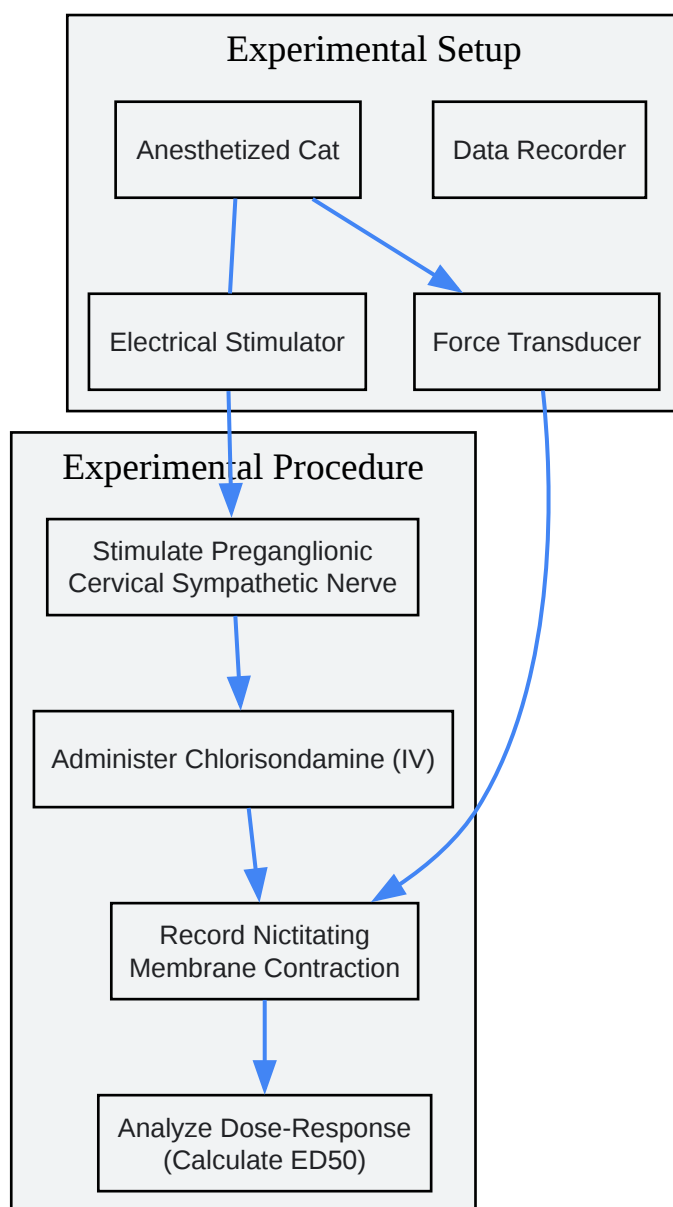 Experimental Setup
Anesthetized Cat
Data Recorder
Electrical Stimulator
Force Transducer
Experimental Procedure
Stimulate Preganglionic
Cervical Sympathetic Nerve
Administer Chlorisondamine (IV)
Record Nictitating
Membrane Contraction
Analyze Dose-Response
(Calculate ED50)